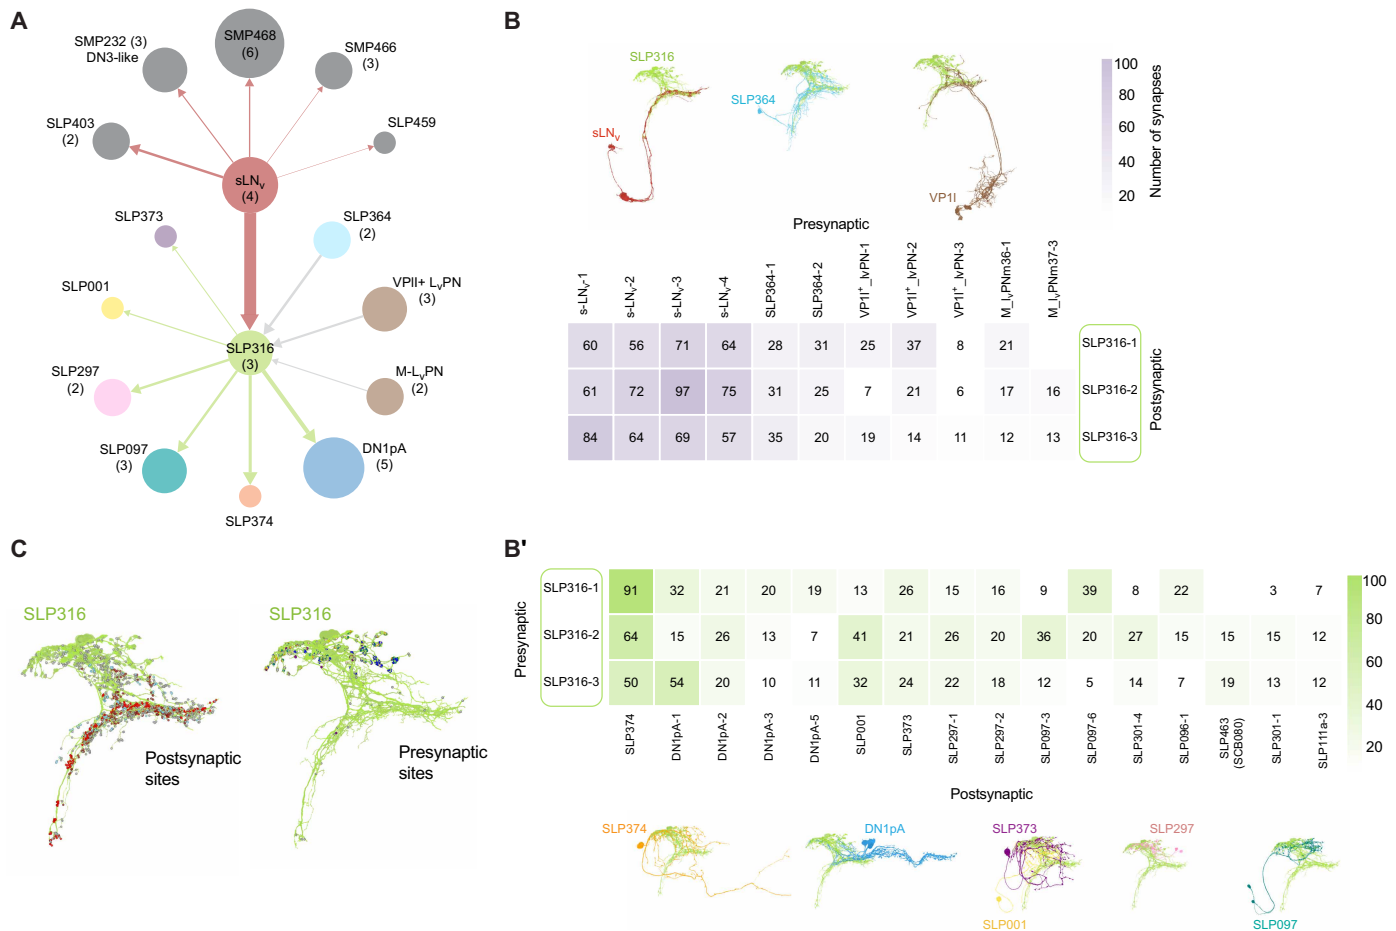 A
SMP232 (3)
DN3-like
SMP468
(6)
SMP466
(3)
SLP403
(2)
SLP459
sLNv
(4)
SLP373
SLP364
(2)
SLP001
VPII+ LvPN
(3)
SLP316
(3)
SLP297
(2)
M-LvPN
(2)
SLP097
(3)
DN1pA
(5)
SLP374
B
SLP316
SLP364
sLNv
VP1I
100
80
60
40
20
Number of synapses
Presynaptic
s-LNv-1
s-LNv-2
s-LNv-3
s-LNv-4
SLP364-1
SLP364-2
VP1l+_lvPN-1
VP1l+_lvPN-2
VP1l+_lvPN-3
M_lvPNm36-1
M_lvPNm37-3
60 56 71 64 28 31 25 37 8 21 SLP316-1
61 72 97 75 31 25 7 21 6 17 16 SLP316-2
84 64 69 57 35 20 19 14 11 12 13 SLP316-3
Postsynaptic
C
SLP316
Postsynaptic
sites
SLP316
Presynaptic
sites
B'
Presynaptic
SLP316-1 91 32 21 20 19 13 26 15 16 9 39 8 22 3 7
SLP316-2 64 15 26 13 7 41 21 26 20 36 20 27 15 15 15 12
SLP316-3 50 54 20 10 11 32 24 22 18 12 5 14 7 19 13 12
SLP374
DN1pA-1
DN1pA-2
DN1pA-3
DN1pA-5
SLP001
SLP373
SLP297-1
SLP297-2
SLP097-3
SLP097-6
SLP301-4
SLP096-1
SLP463
(SCB080)
SLP301-1
SLP111a-3
Postsynaptic
100
80
60
40
20
SLP374
DN1pA
SLP373
SLP001
SLP297
SLP097